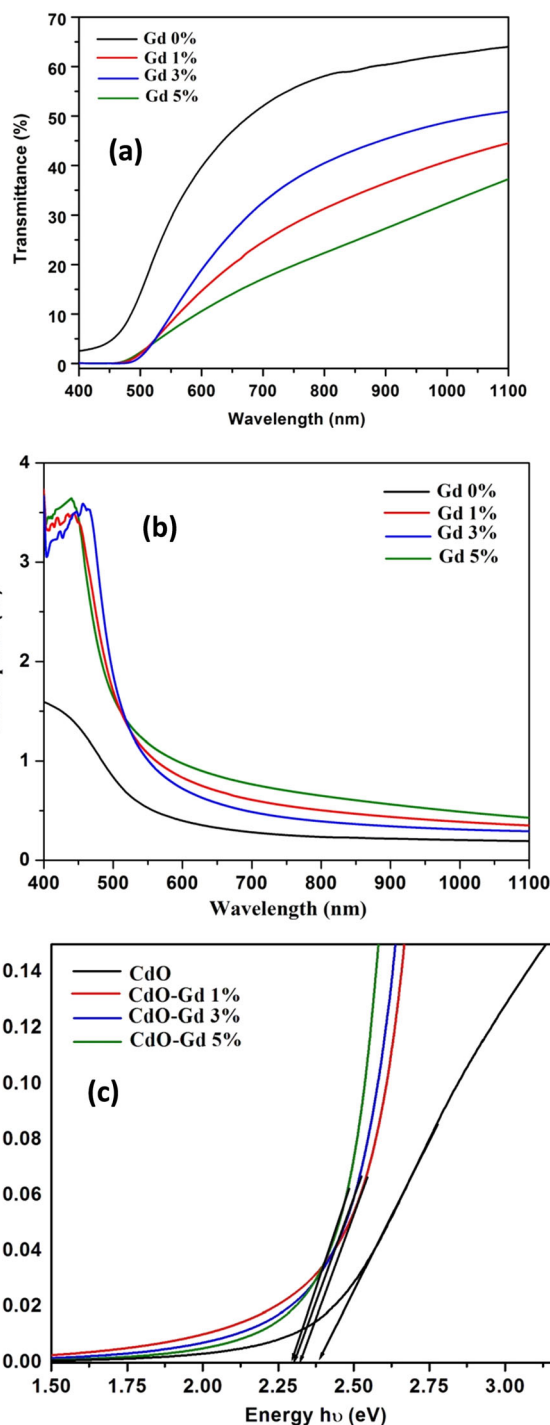 Gd 0%
Gd 1%
Gd 3%
Gd 5%
(a)
Transmittance (%)
70
60
50
40
30
20
10
0
400 500 600 700 800 900 1000 1100
Wavelength (nm)
4
3
2
1
0
Gd 0%
Gd 1%
Gd 3%
Gd 5%
(b)
400 500 600 700 800 900 1000 1100
Wavelength (nm)
0.14
0.12
0.10
0.08
0.06
0.04
0.02
0.00
CdO
CdO-Gd 1%
CdO-Gd 3%
CdO-Gd 5%
(c)
1.50 1.75 2.00 2.25 2.50 2.75 3.00
Energy hυ (eV)